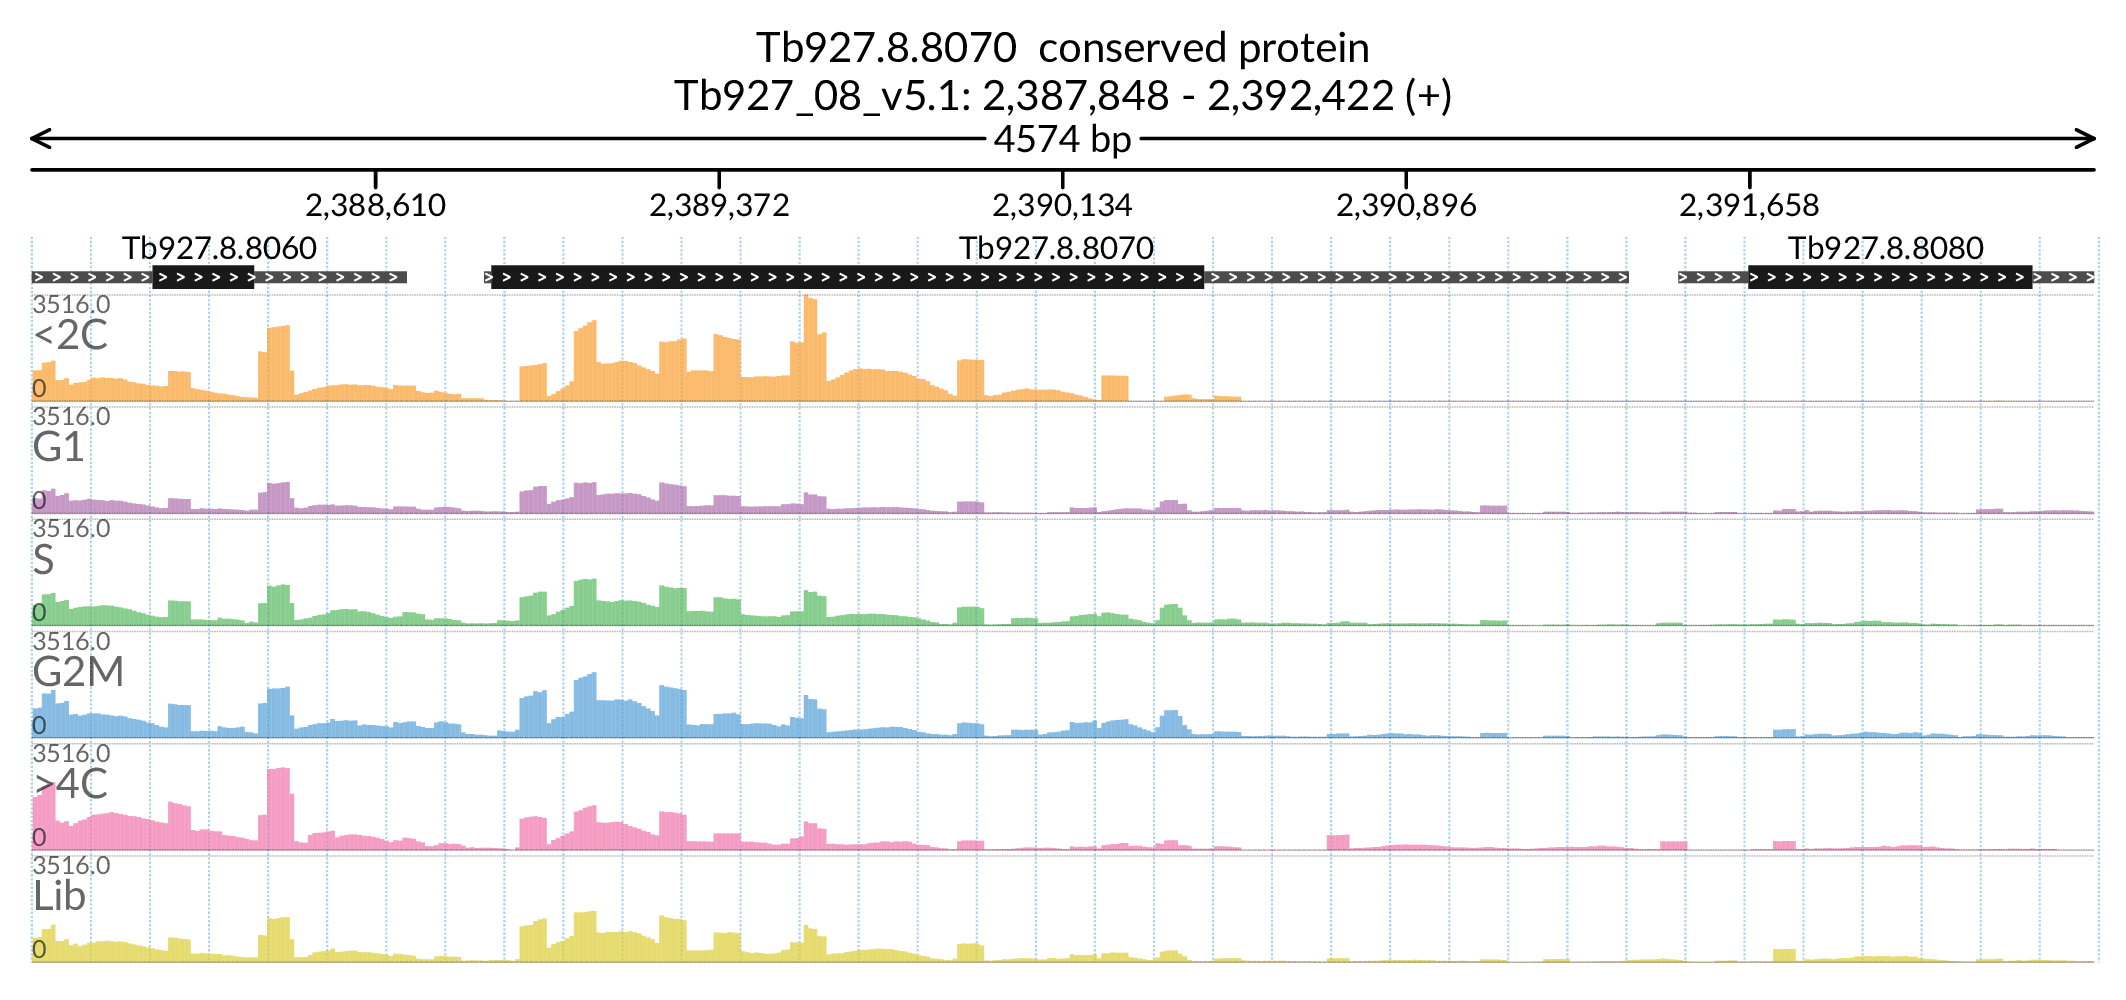 Tb927.8.8070  conserved protein
Tb927_08_v5.1: 2,387,848 - 2,392,422 (+)
4574 bp
2,388,610 2,389,372 2,390,134 2,390,896 2,391,658
Tb927.8.8060 Tb927.8.8070 Tb927.8.8080
3516.0
<2C
0
3516.0
G1
0
3516.0
S
0
3516.0
G2M
0
3516.0
>4C
0
3516.0
Lib
0